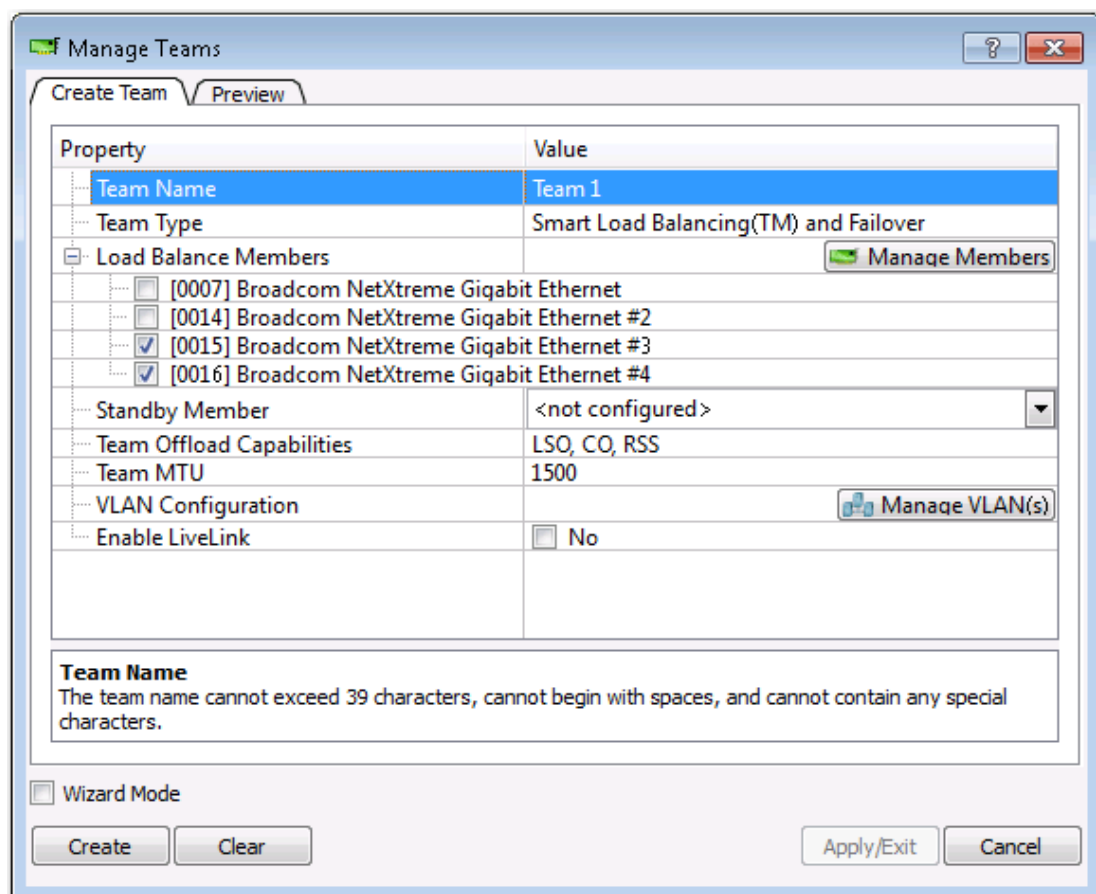 Manage Teams
Create Team
Preview
Property Value
Team Name Team 1
Team Type Smart Load Balancing(TM) and Failover
Load Balance Members Manage Members
[0007] Broadcom NetXtreme Gigabit Ethernet
[0014] Broadcom NetXtreme Gigabit Ethernet #2
[0015] Broadcom NetXtreme Gigabit Ethernet #3
[0016] Broadcom NetXtreme Gigabit Ethernet #4
Standby Member <not configured>
Team Offload Capabilities LSO, CO, RSS
Team MTU 1500
VLAN Configuration Manage VLAN(s)
Enable LiveLink No
Team Name
The team name cannot exceed 39 characters, cannot begin with spaces, and cannot contain any special
characters.
Wizard Mode
Create Clear Apply/Exit Cancel